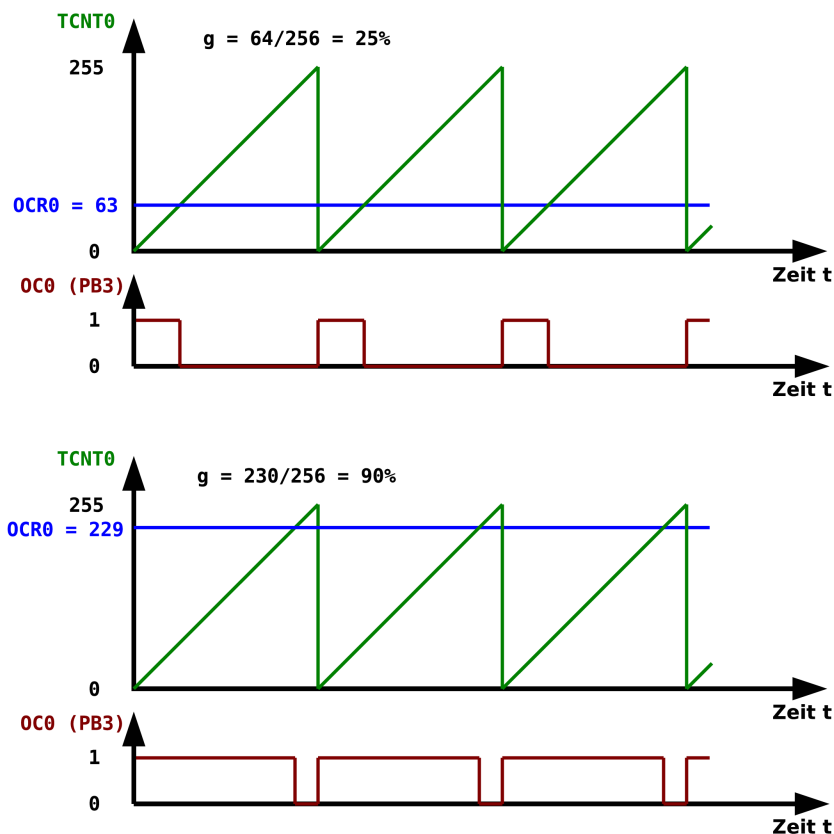 TCNT0
g = 64/256 = 25%
255
OCR0 = 63
0
Zeit t
OC0 (PB3)
1
0
Zeit t
TCNT0
g = 230/256 = 90%
255
OCR0 = 229
0
Zeit t
OC0 (PB3)
1
0
Zeit t